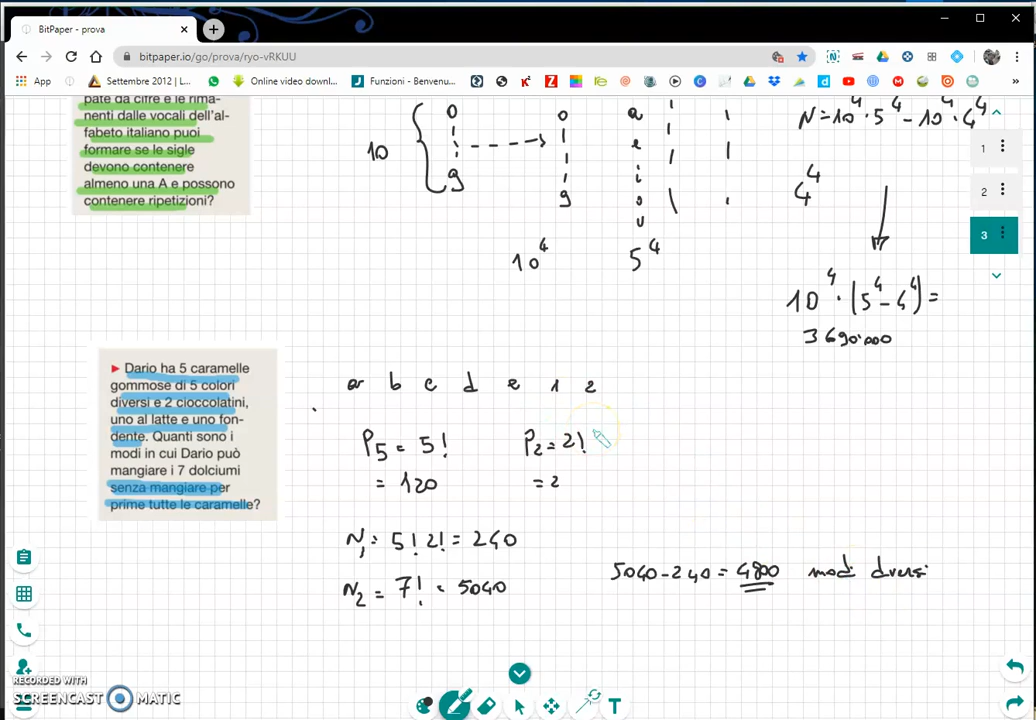 BitPaper - prova
bitpaper.io/go/prova/ryo-vRKUU
App
Settembre 2012 | L...
Online video downl...
Funzioni - Benvenu...
pate da cifre e le rima-
nenti dalle vocali dell'al-
fabeto italiano puoi
formare se le sigle
devono contenere
almeno una A e possono
contenere ripetizioni?
10
0
9
0
9
a
e
i
o
u
10⁴
5⁴
N=10⁴·5⁴-10⁴·4⁴
4⁴
10⁴·(5⁴-4⁴)=
3690·000
1
2
3
► Dario ha 5 caramelle
gommose di 5 colori
diversi e 2 cioccolatini,
uno al latte e uno fon-
dente. Quanti sono i
modi in cui Dario può
mangiare i 7 dolciumi
senza mangiare per
prime tutte le caramelle?
a b c d e 1 2
P₅ = 5!
= 120
P₂ = 2!
= 2
N₁ = 5! 2! = 240
N₂ = 7! = 5040
5040-240 = 4800 modi diversi
RECORDED WITH
SCREENCAST MATIC
T